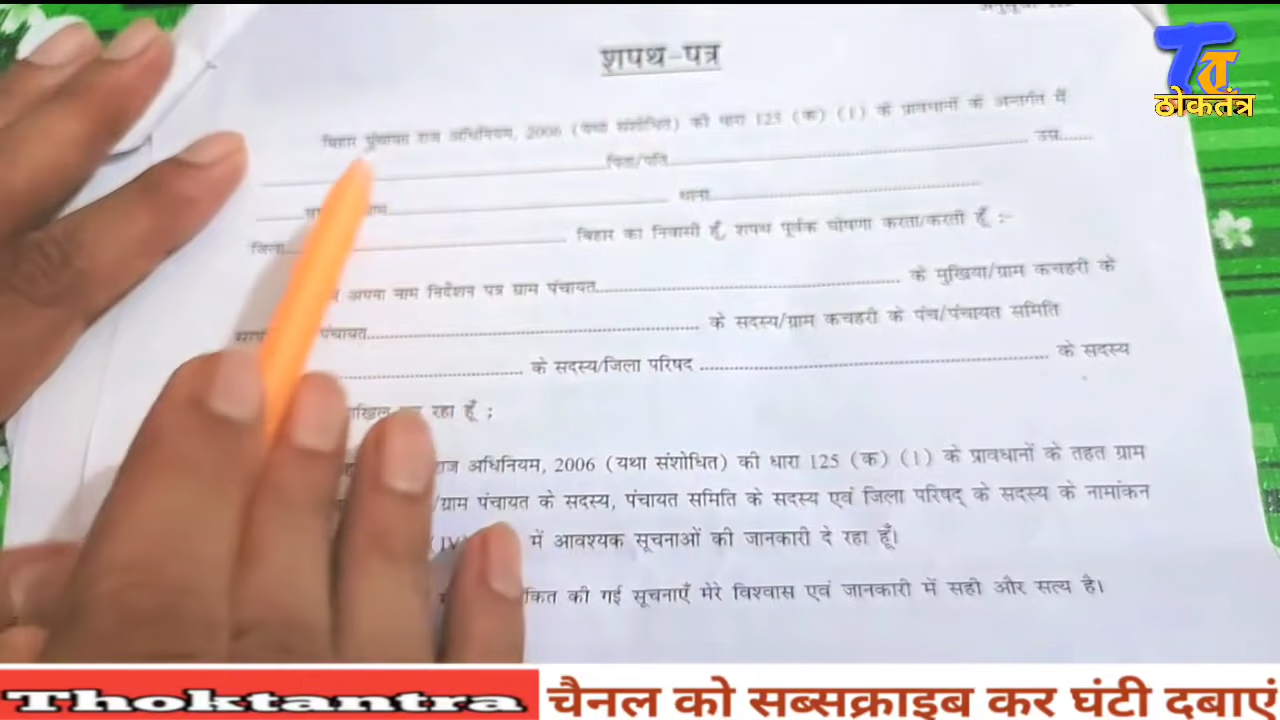 शपथ-पत्र
बिहार पंचायत राज अधिनियम, 2006 (यथा संशोधित) की धारा 125 (क) (1) के प्रावधानों के अन्तर्गत मैं
पिता/पति उम्र
थाना
जिला बिहार का निवासी हूँ, शपथ पूर्वक घोषणा करता/करती हूँ :-
अपना नाम निर्देशन पत्र ग्राम पंचायत के मुखिया/ग्राम कचहरी के
पंचायत के सदस्य/ग्राम कचहरी के पंच/पंचायत समिति
के सदस्य/जिला परिषद के सदस्य
रहा हूँ ;
राज अधिनियम, 2006 (यथा संशोधित) की धारा 125 (क) (1) के प्रावधानों के तहत ग्राम
/ग्राम पंचायत के सदस्य, पंचायत समिति के सदस्य एवं जिला परिषद् के सदस्य के नामांकन
में आवश्यक सूचनाओं की जानकारी दे रहा हूँ।
की गई सूचनाएँ मेरे विश्वास एवं जानकारी में सही और सत्य है।
TT
ठोकतंत्र
Thoktantra चैनल को सब्सक्राइब कर घंटी दबाएं